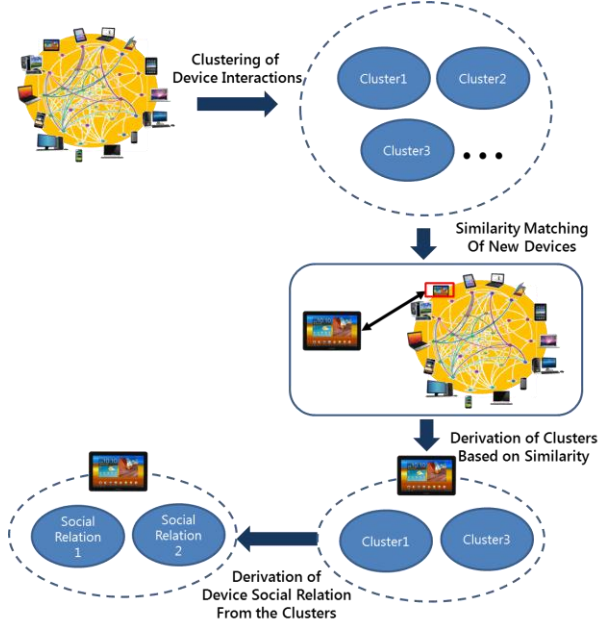 Clustering of
Device Interactions
Cluster1
Cluster2
Cluster3
Similarity Matching
Of New Devices
Derivation of Clusters
Based on Similarity
Social
Relation
1
Social
Relation
2
Cluster1
Cluster3
Derivation of
Device Social Relation
From the Clusters